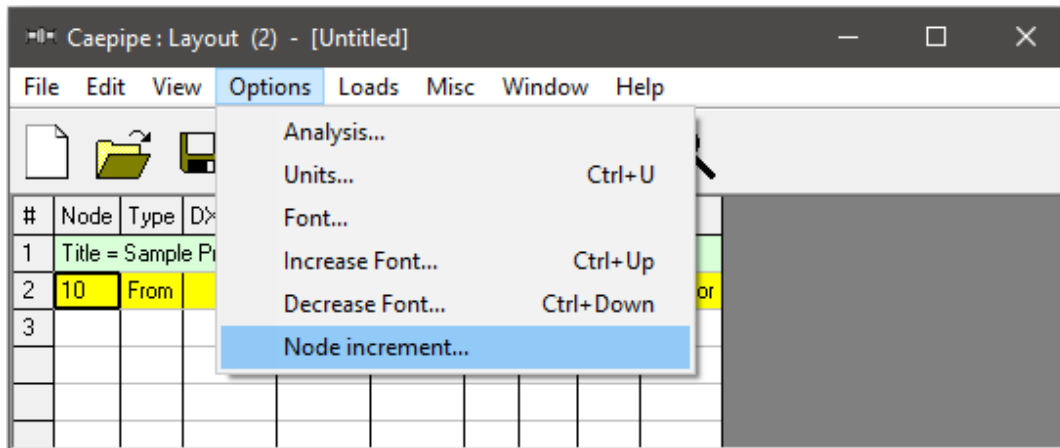 Caepipe : Layout (2) - [Untitled]
File Edit View Options Loads Misc Window Help
Analysis...
Units... Ctrl+U
Font...
Increase Font... Ctrl+Up
Decrease Font... Ctrl+Down
Node increment...
# Node Type
1 Title = Sample
2 10 From
3